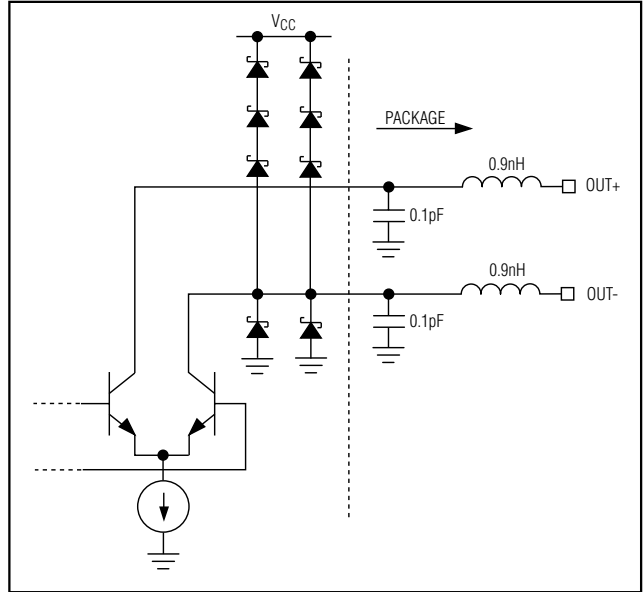 VCC
PACKAGE
0.9nH
OUT+
0.1pF
0.9nH
OUT-
0.1pF